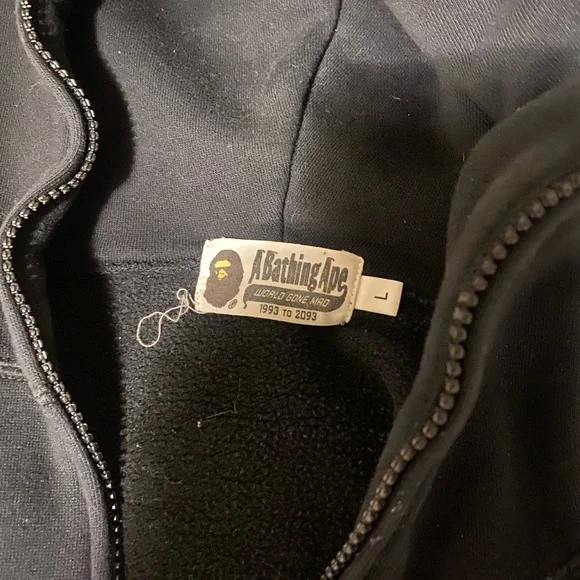 A Bathing Ape
WORLD GONE MAD
1993 TO 2093
L